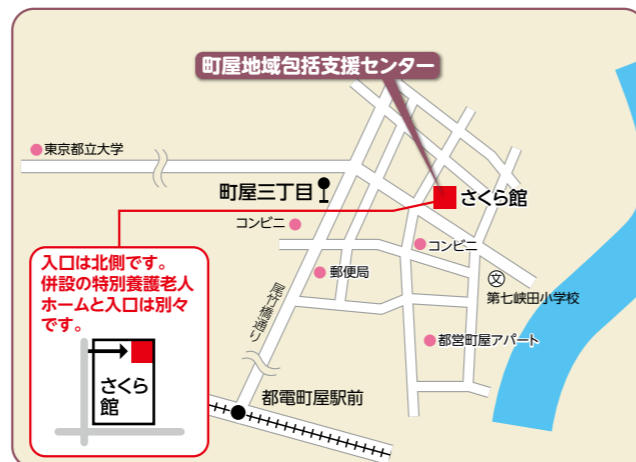 町屋地域包括支援センター
東京都立大学
町屋三丁目
さくら館
コンビニ
コンビニ
入口は北側です。
併設の特別養護老人
ホームと入口は別々
です。
郵便局
文
第七峡田小学校
尾竹橋通り
都営町屋アパート
さくら
館
都電町屋駅前